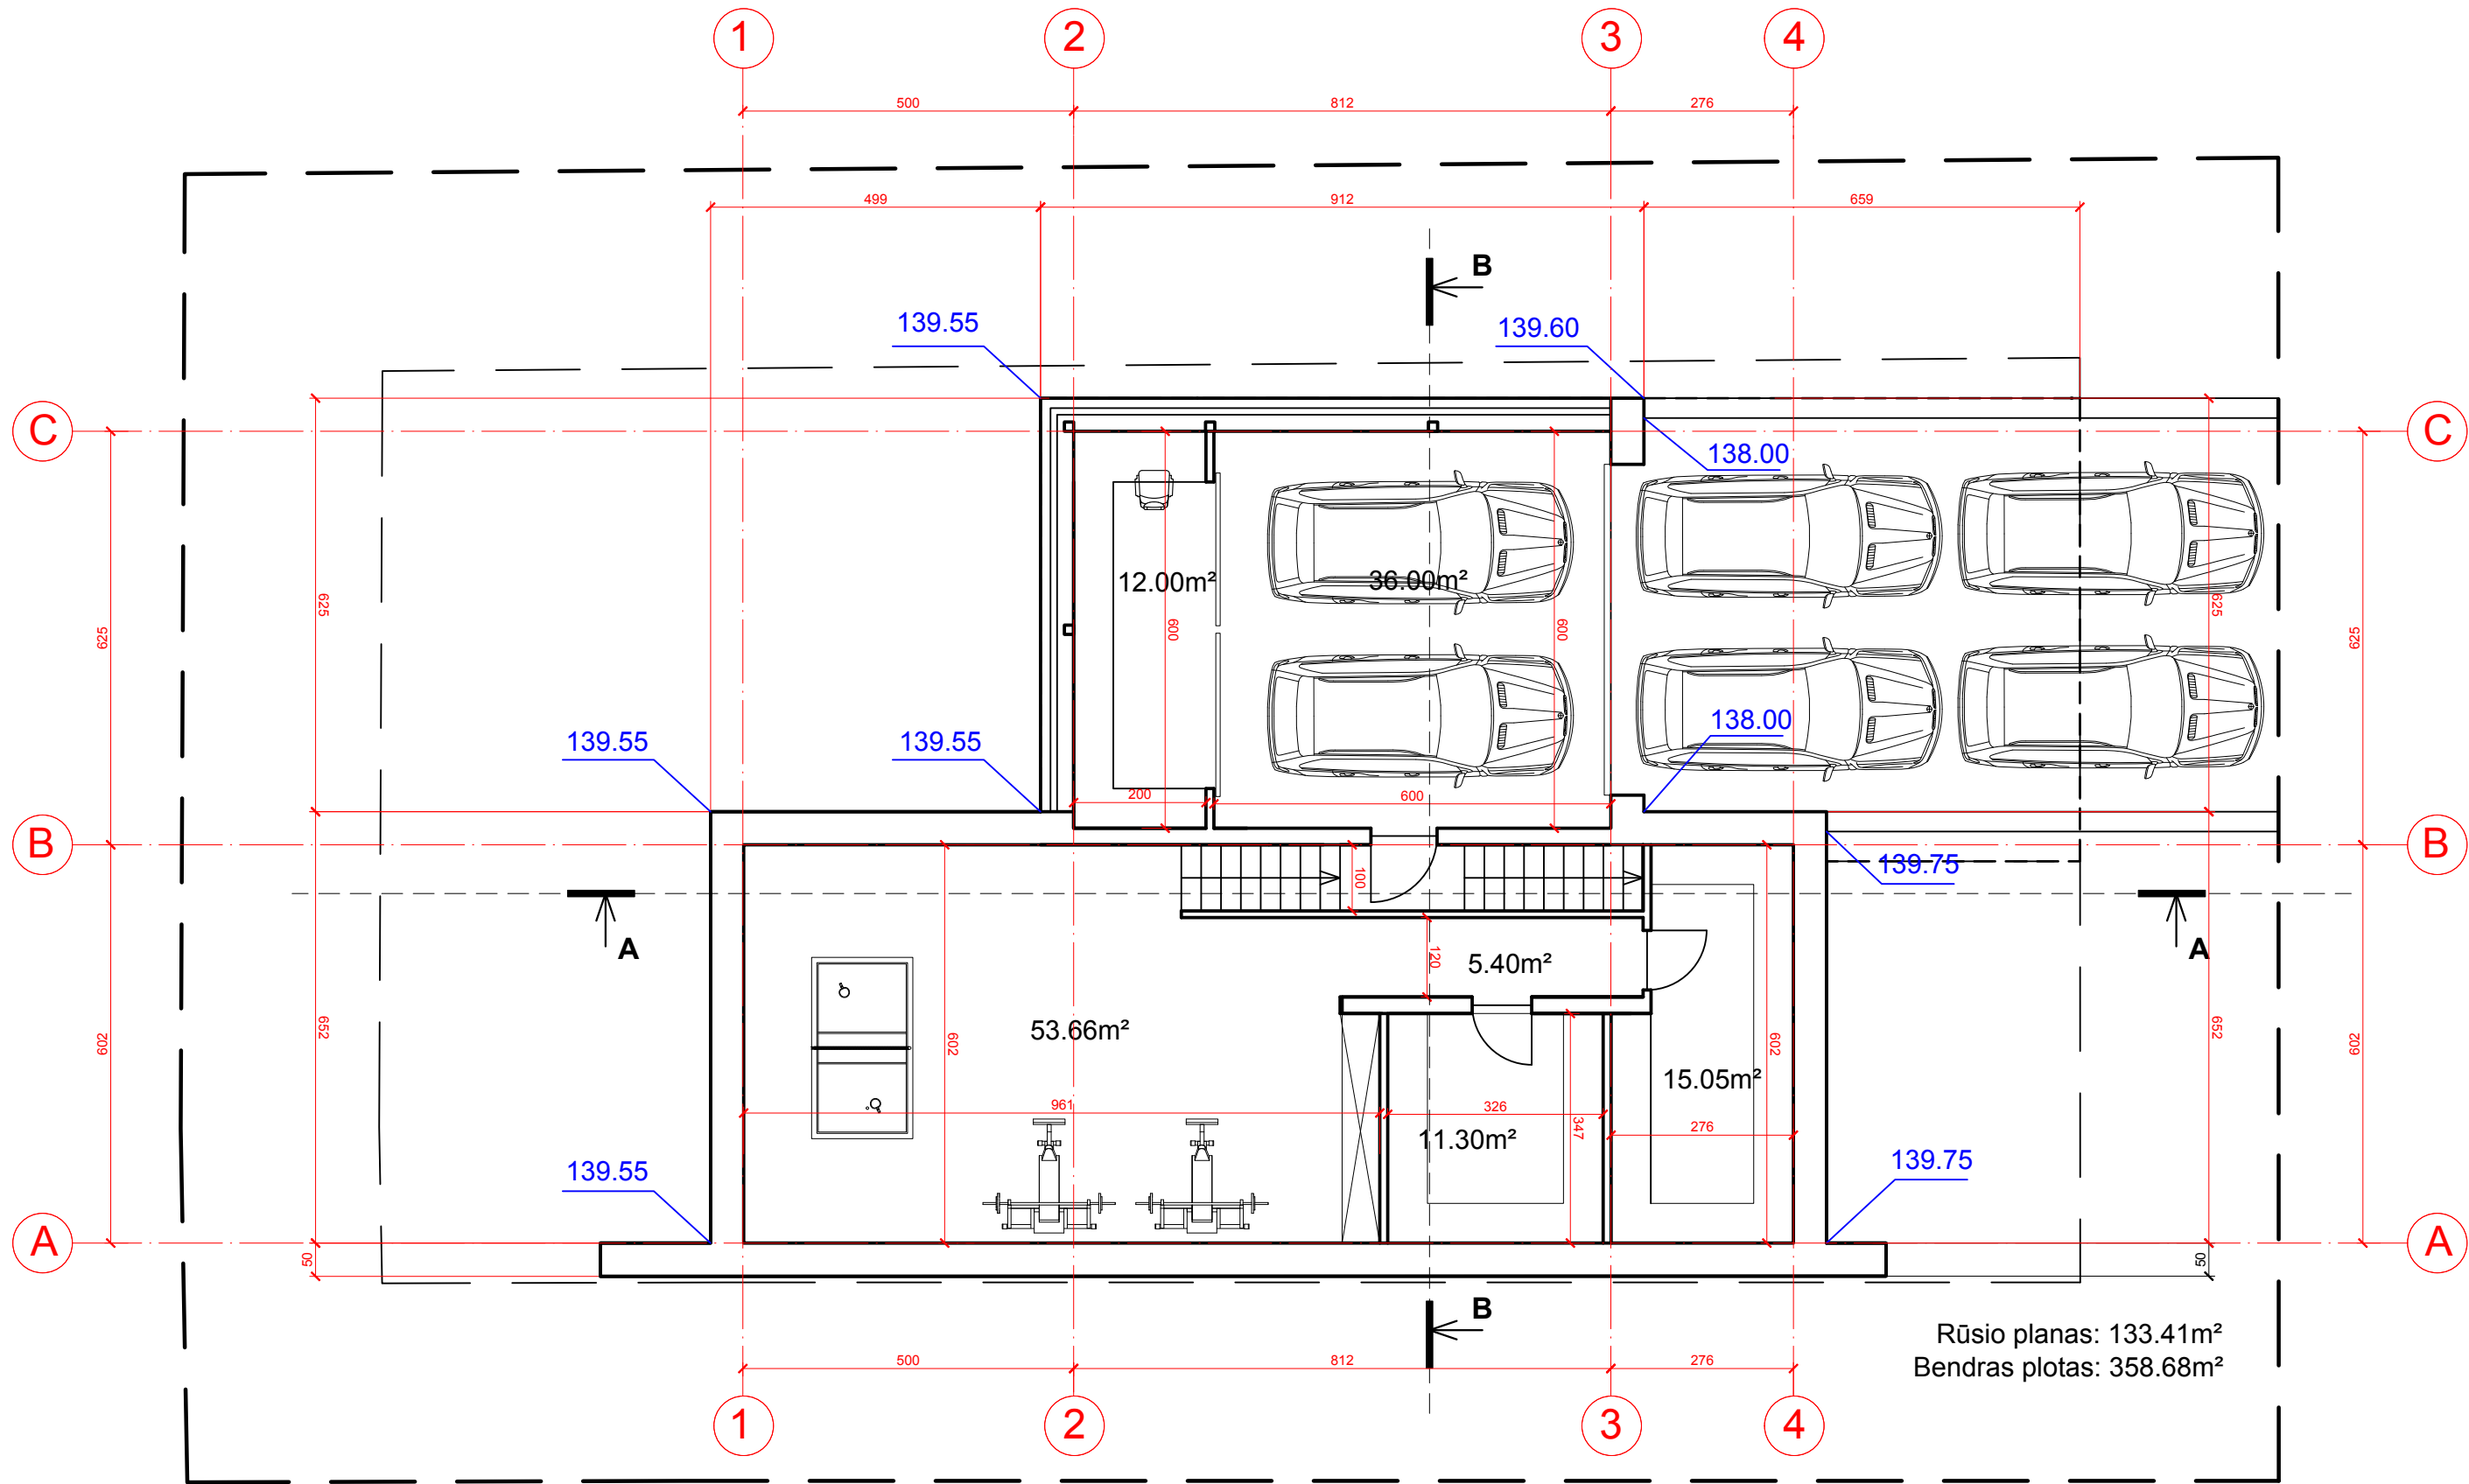 1 2 3 4
500 812 276
499 912 659
B
139.55 139.60
C C
138.00
12.00m² 36.00m²
625 625 600 600 625 625
138.00
139.55 139.55
200 600
B B
139.75
100
A A
120 5.40m²
53.66m²
602 652 602 602 652 602
15.05m²
961 326 347 276
11.30m²
139.55 139.75
A A
50 50
B
Rūsio planas: 133.41m²
Bendras plotas: 358.68m²
500 812 276
1 2 3 4